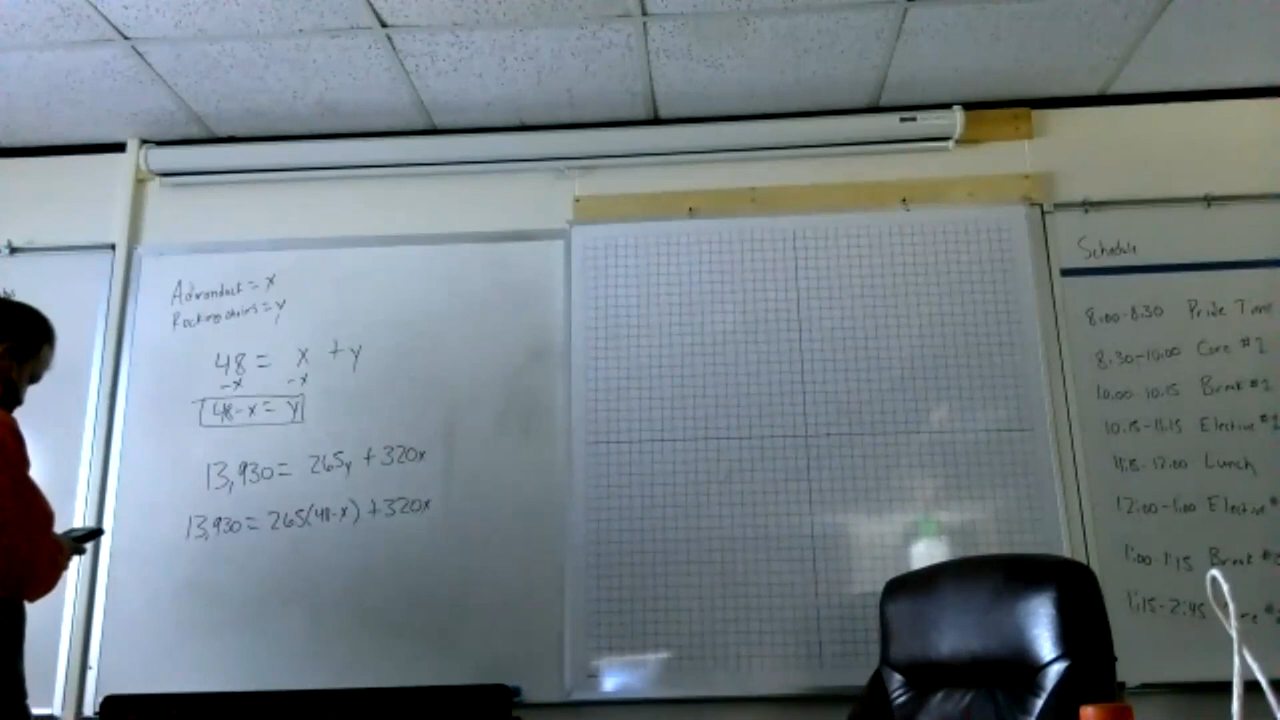 Adirondack = x
Rocking chairs = y
48 = x + y
-x -x
48-x = y
13,930 = 265y + 320x
13,930 = 265(48-x) + 320x
Schedule
8:00-8:30 Pride Time
8:30-10:00 Core #1
10:00-10:15 Break #1
10:15-11:15 Elective #1
11:15-12:00 Lunch
12:00-1:00 Elective #
1:00-1:15 Break #2
1:15-2:45